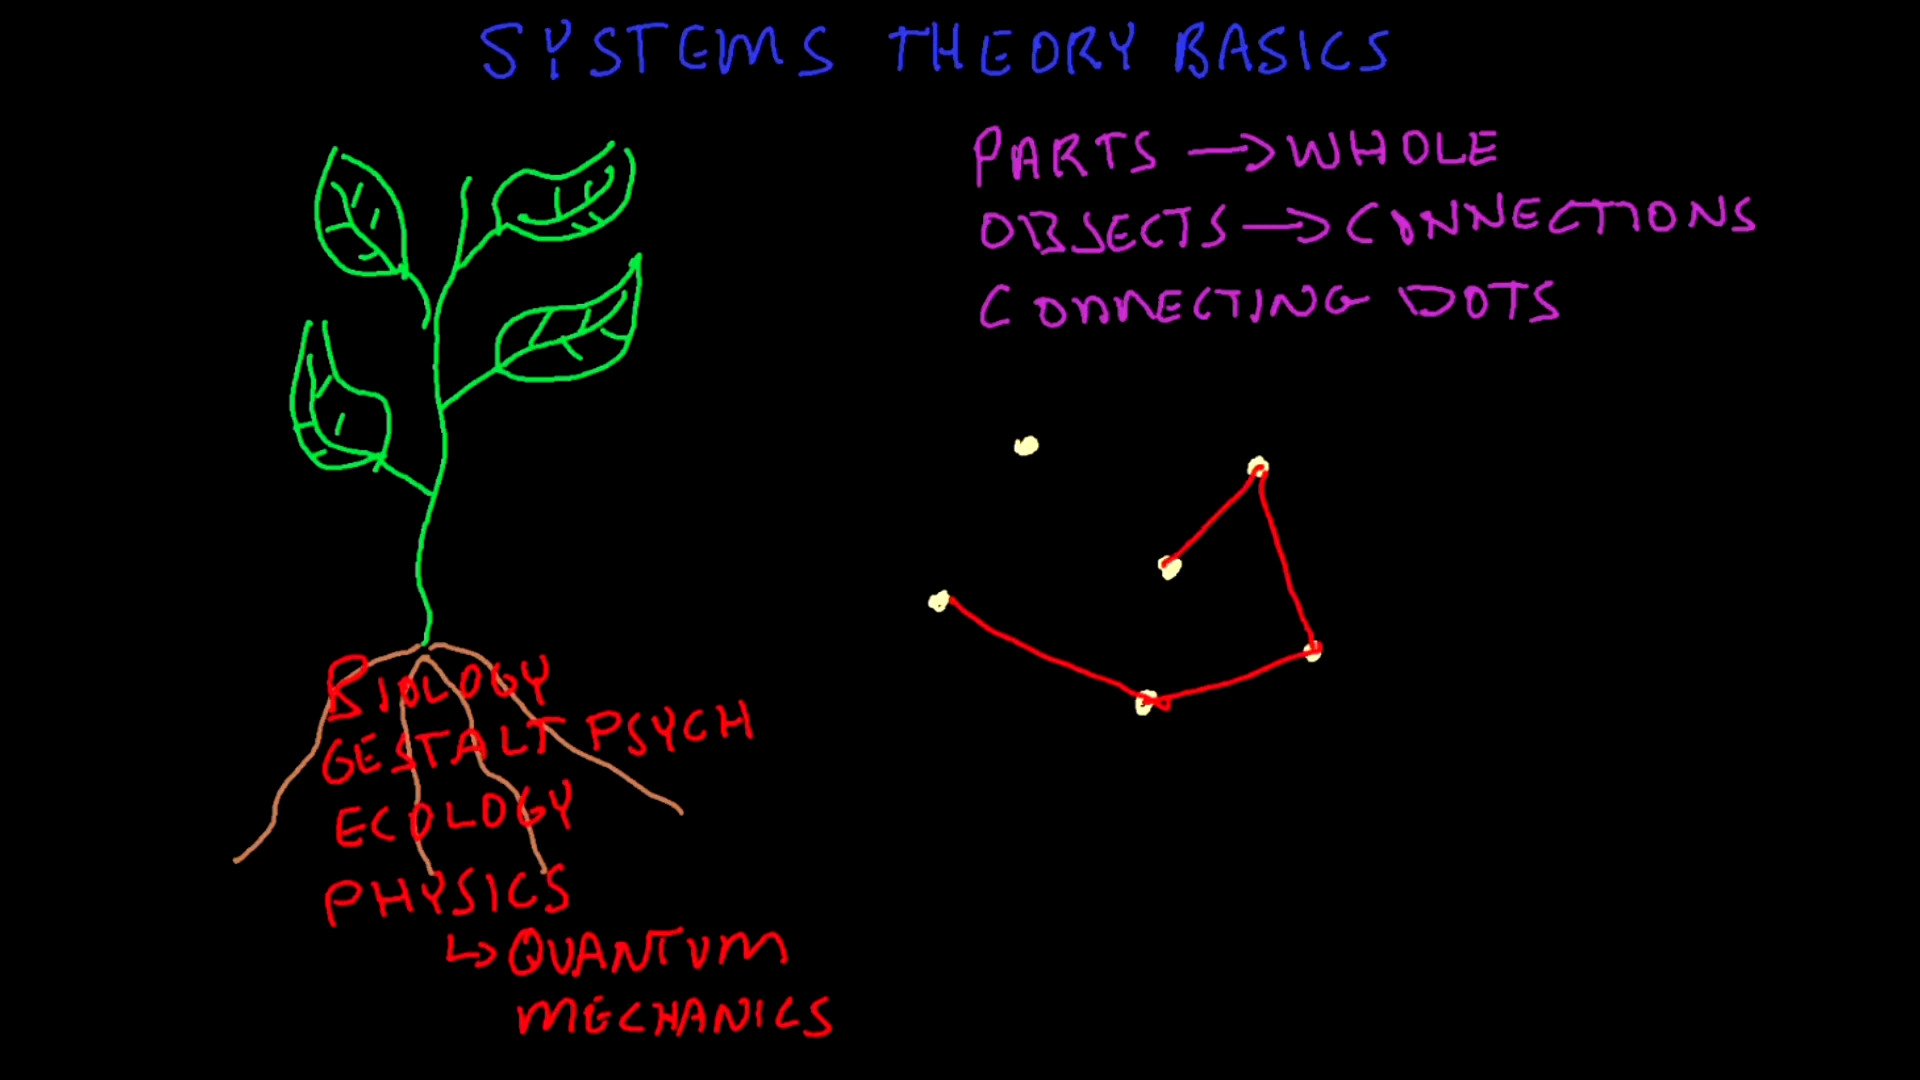 SYSTEMS THEORY BASICS
PARTS → WHOLE
OBJECTS → CONNECTIONS
CONNECTING DOTS
BIOLOGY
GESTALT PSYCH
ECOLOGY
PHYSICS
↳ QUANTUM
MECHANICS